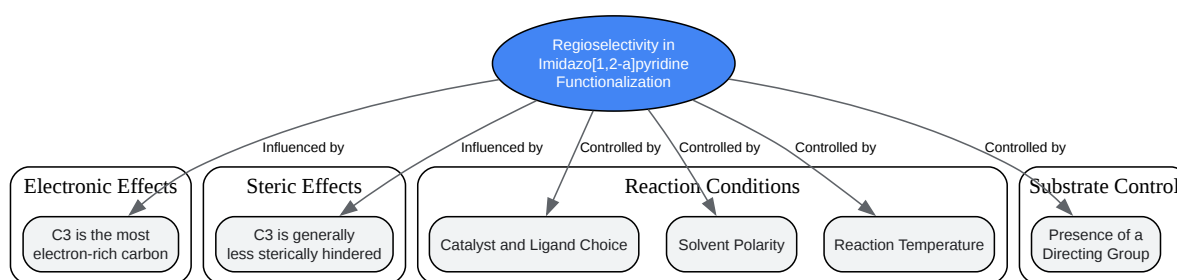 Regioselectivity in
Imidazo[1,2-a]pyridine
Functionalization
Influenced by
Influenced by
Controlled by
Controlled by
Controlled by
Controlled by
Electronic Effects
Steric Effects
Reaction Conditions
Substrate Control
C3 is the most
electron-rich carbon
C3 is generally
less sterically hindered
Catalyst and Ligand Choice
Solvent Polarity
Reaction Temperature
Presence of a
Directing Group